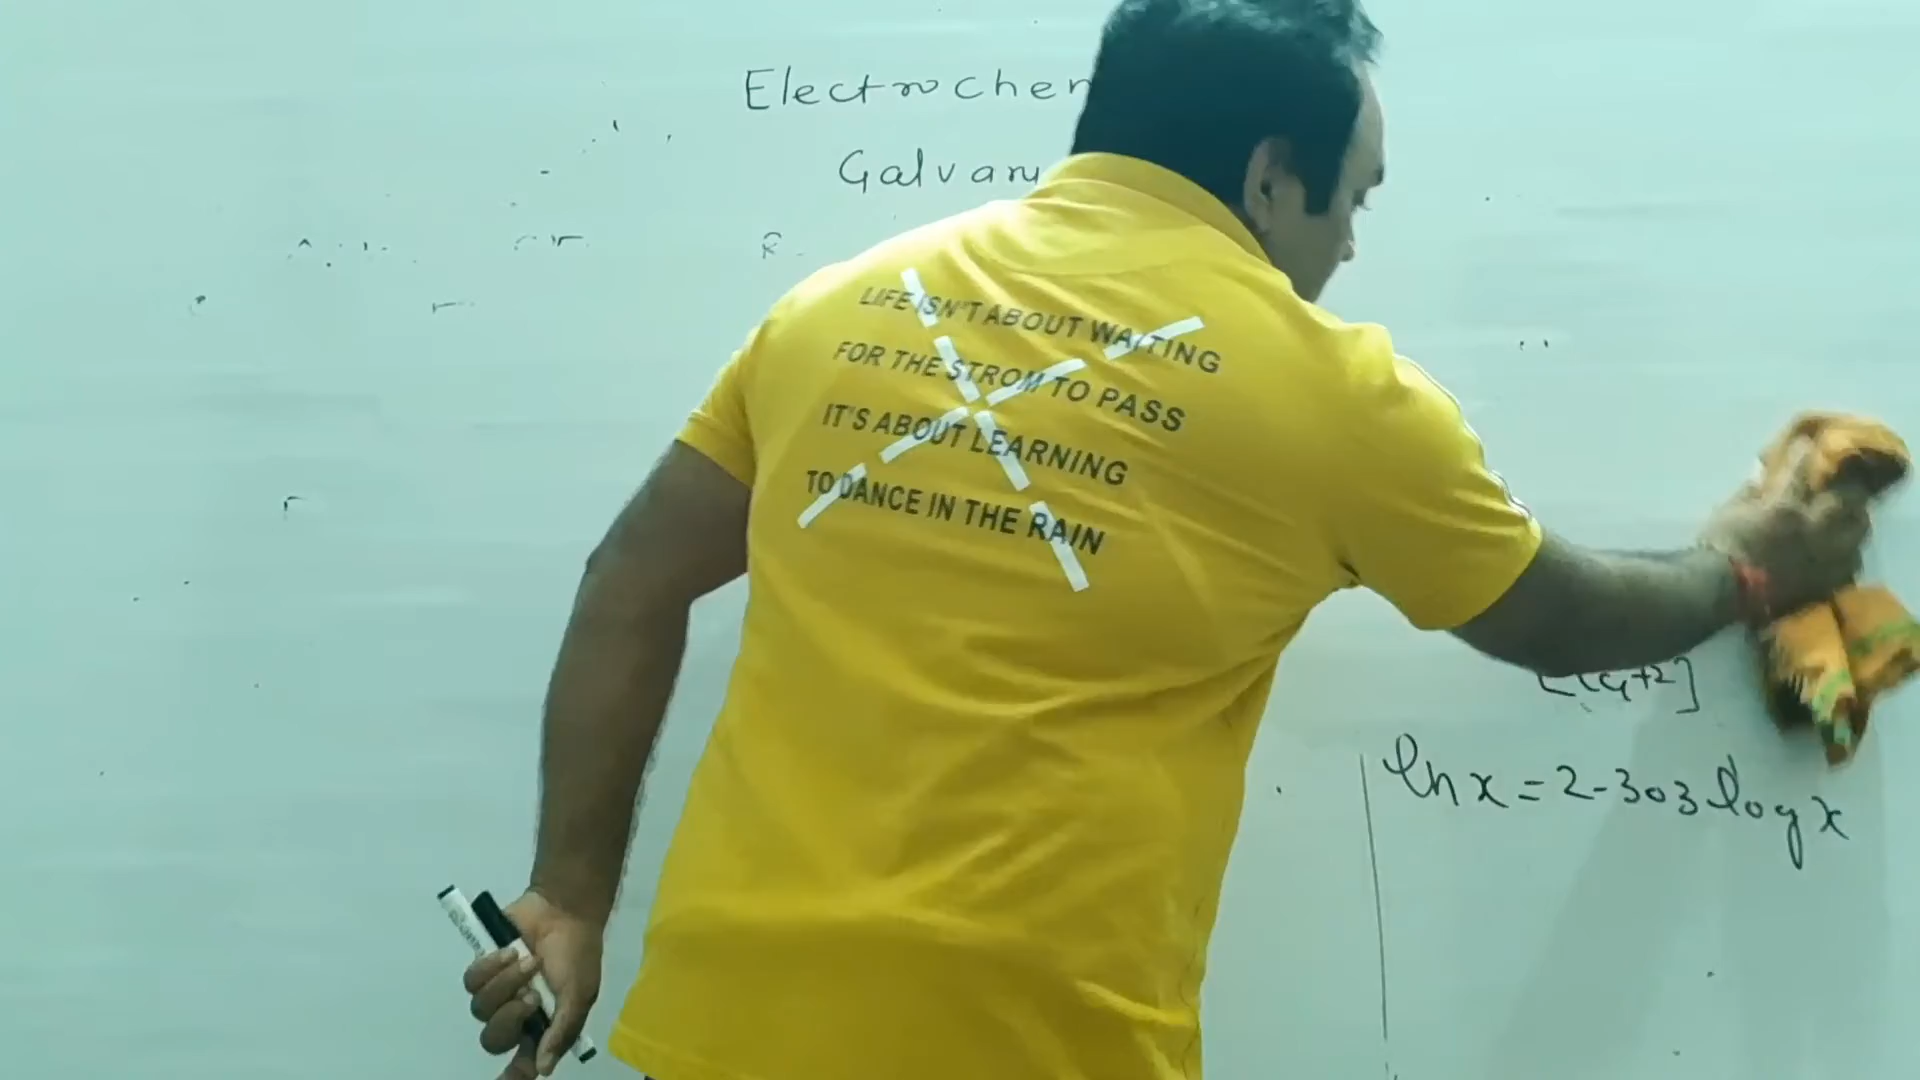 Electrochem
Galvani
LIFE ISN'T ABOUT WAITING
FOR THE STROM TO PASS
IT'S ABOUT LEARNING
TO DANCE IN THE RAIN
ln x = 2-303 log x